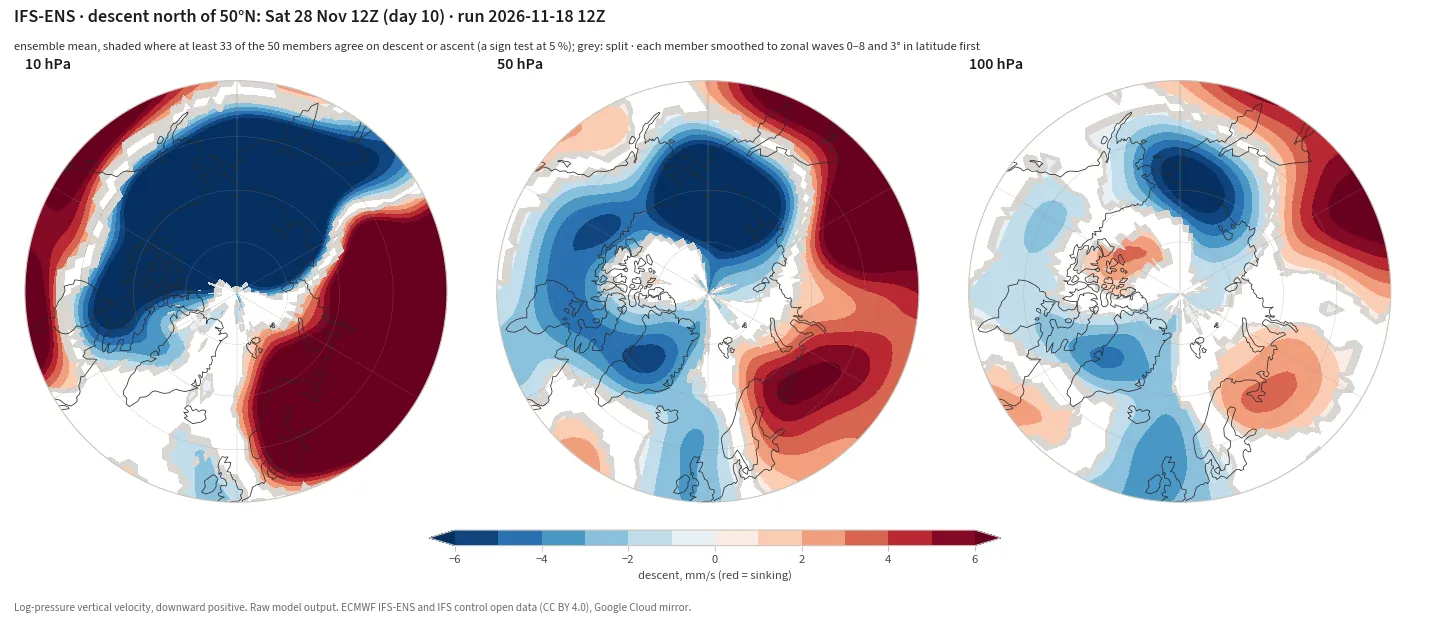 IFS-ENS · descent north of 50°N: Sat 28 Nov 12Z (day 10) · run 2026-11-18 12Z
ensemble mean, shaded where at least 33 of the 50 members agree on descent or ascent (a sign test at 5 %); grey: split · each member smoothed to zonal waves 0–8 and 3° in latitude first
10 hPa
50 hPa
100 hPa
−6 −4 −2 0 2 4 6
descent, mm/s (red = sinking)
Log-pressure vertical velocity, downward positive. Raw model output. ECMWF IFS-ENS and IFS control open data (CC BY 4.0), Google Cloud mirror.